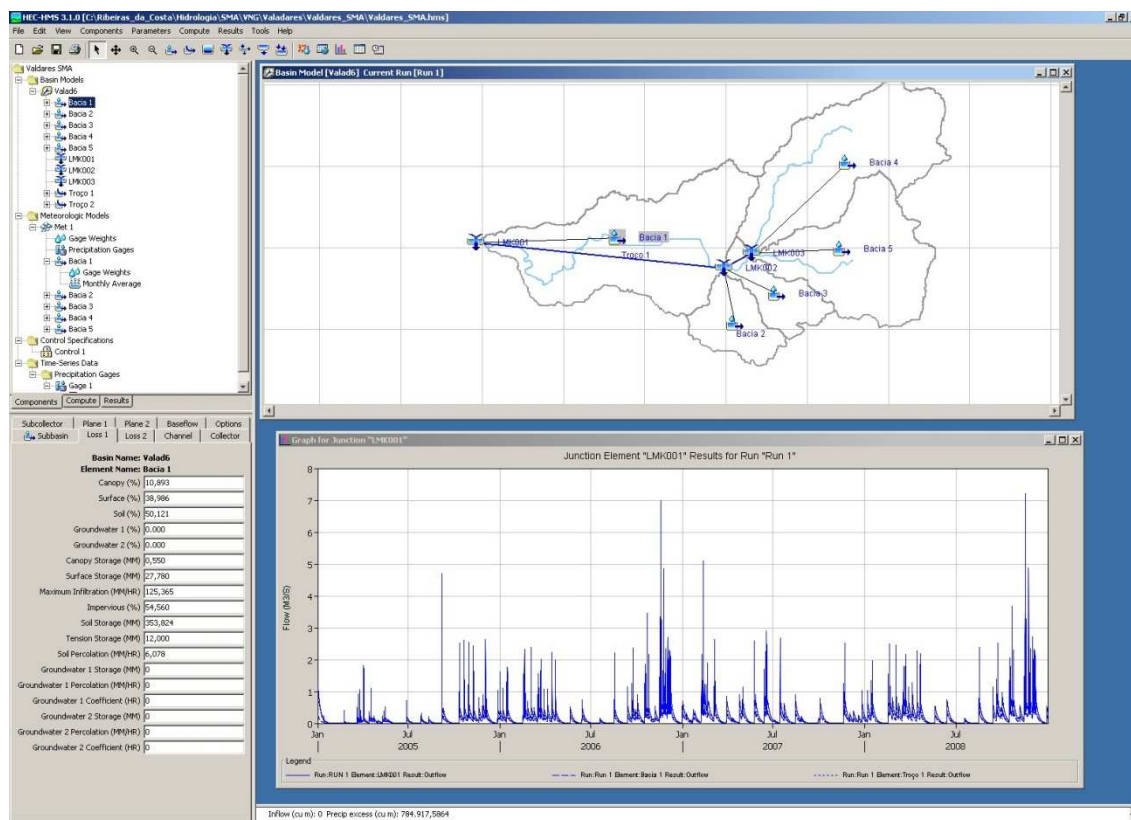 HEC-HMS 3.1.0 [C:\Ribeiras_da_Costa\Hidrologia\SMA\VNG\Valadares\Valdares_SMA\Valdares_SMA.hms]
File Edit View Components Parameters Compute Results Tools Help
Valdares SMA
Basin Models
Valad6
Bacia 1
Bacia 2
Bacia 3
Bacia 4
Bacia 5
LMK001
LMK002
LMK003
Troço 1
Troço 2
Meteorologic Models
Met 1
Gage Weights
Precipitation Gages
Bacia 1
Gage Weights
Monthly Average
Bacia 2
Bacia 3
Bacia 4
Bacia 5
Control Specifications
Control 1
Time-Series Data
Precipitation Gages
Gage 1
Components Compute Results
Subcollector Plane 1 Plane 2 Baseflow Options
Subbasin Loss 1 Loss 2 Channel Collector
Basin Name: Valad6
Element Name: Bacia 1
Canopy (%) 10,893
Surface (%) 38,986
Soil (%) 50,121
Groundwater 1 (%) 0.000
Groundwater 2 (%) 0.000
Canopy Storage (MM) 0,550
Surface Storage (MM) 27,780
Maximum Infiltration (MM/HR) 125,365
Impervious (%) 54,560
Soil Storage (MM) 353,824
Tension Storage (MM) 12,000
Soil Percolation (MM/HR) 6,078
Groundwater 1 Storage (MM) 0
Groundwater 1 Percolation (MM/HR) 0
Groundwater 1 Coefficient (HR) 0
Groundwater 2 Storage (MM) 0
Groundwater 2 Percolation (MM/HR) 0
Groundwater 2 Coefficient (HR) 0
Basin Model [Valad6] Current Run [Run 1]
Bacia 4
LMK001
Bacia 1
Troço 1
LMK003
Bacia 5
LMK002
Bacia 3
Bacia 2
Graph for Junction "LMK001"
Junction Element "LMK001" Results for Run "Run 1"
Flow (M3/S)
8
7
6
5
4
3
2
1
0
Jan Jul Jan Jul Jan Jul Jan Jul
2005 2006 2007 2008
Legend
Run:RUN 1 Element:LMK001 Result:Outflow Run:Run 1 Element:Bacia 1 Result:Outflow Run:Run 1 Element:Troço 1 Result:Outflow
Inflow (cu m): 0 Precip excess (cu m): 784.917,5864